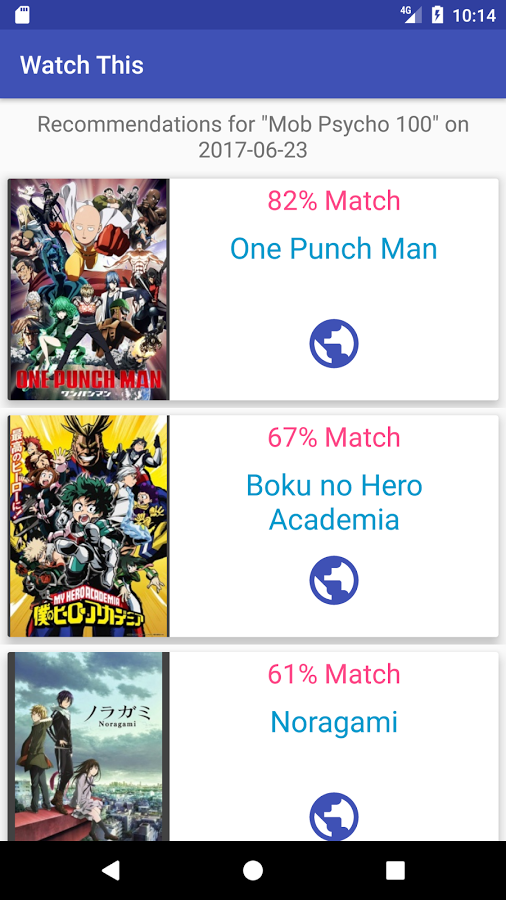 4G 10:14
Watch This
Recommendations for "Mob Psycho 100" on
2017-06-23
82% Match
One Punch Man
ONE PUNCH MAN
ワンパンマン
67% Match
Boku no Hero
Academia
最高のヒーローに!
MY HERO ACADEMIA
僕のヒーローアカデミア
61% Match
Noragami
ノラガミ
Noragami